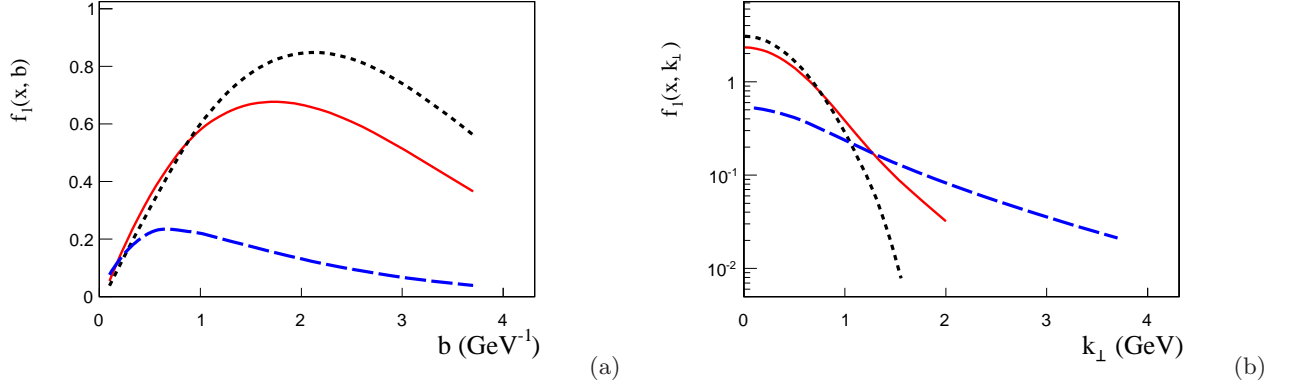 f₁(x, b)
1
0.8
0.6
0.4
0.2
0
0 1 2 3 4
b (GeV⁻¹)
(a)
f₁(x, k⊥)
1
10⁻¹
10⁻²
0 1 2 3 4
k⊥ (GeV)
(b)